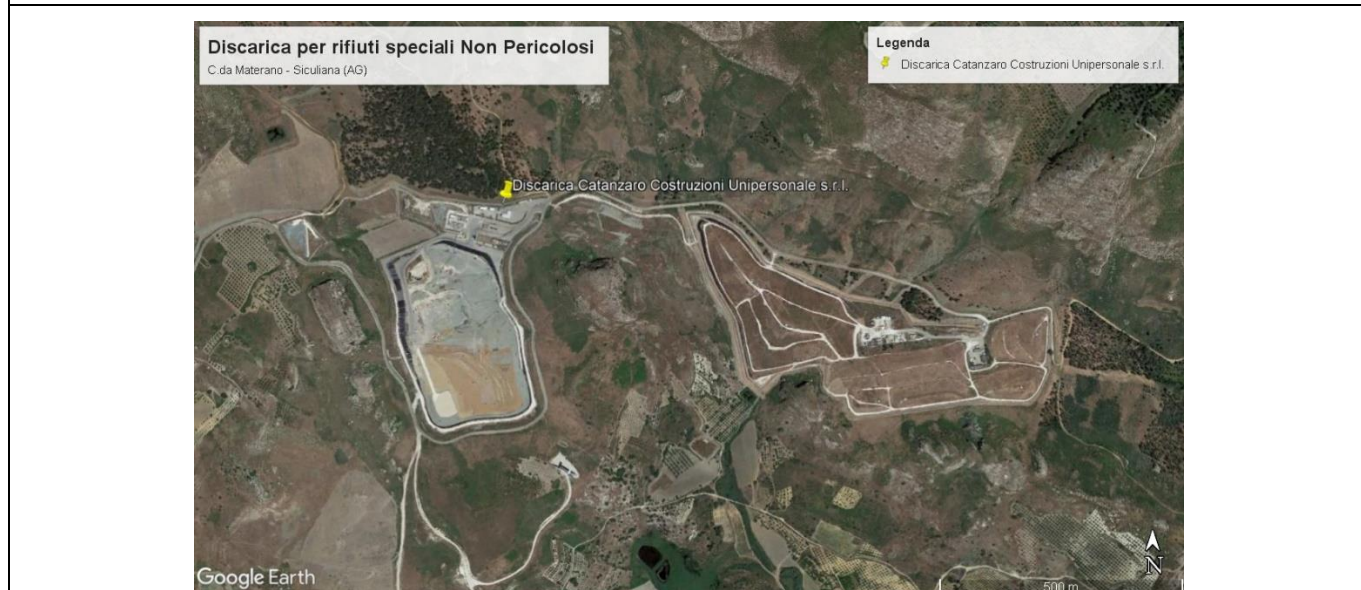 Discarica per rifiuti speciali Non Pericolosi
C.da Materano - Siculiana (AG)
Legenda
Discarica Catanzaro Costruzioni Unipersonale s.r.l.
Discarica Catanzaro Costruzioni Unipersonale s.r.l.
N
Google Earth
500 m